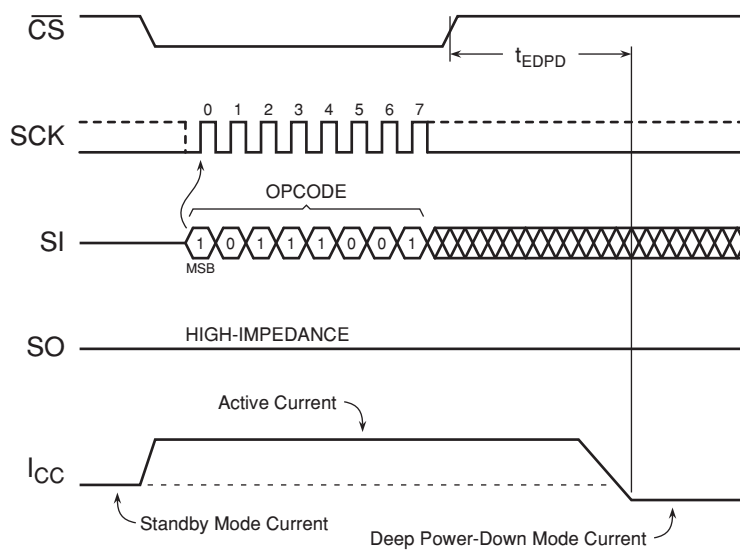 CS
tEDPD
0 1 2 3 4 5 6 7
SCK
OPCODE
SI
1 0 1 1 1 0 0 1
MSB
HIGH-IMPEDANCE
SO
Active Current
ICC
Standby Mode Current
Deep Power-Down Mode Current